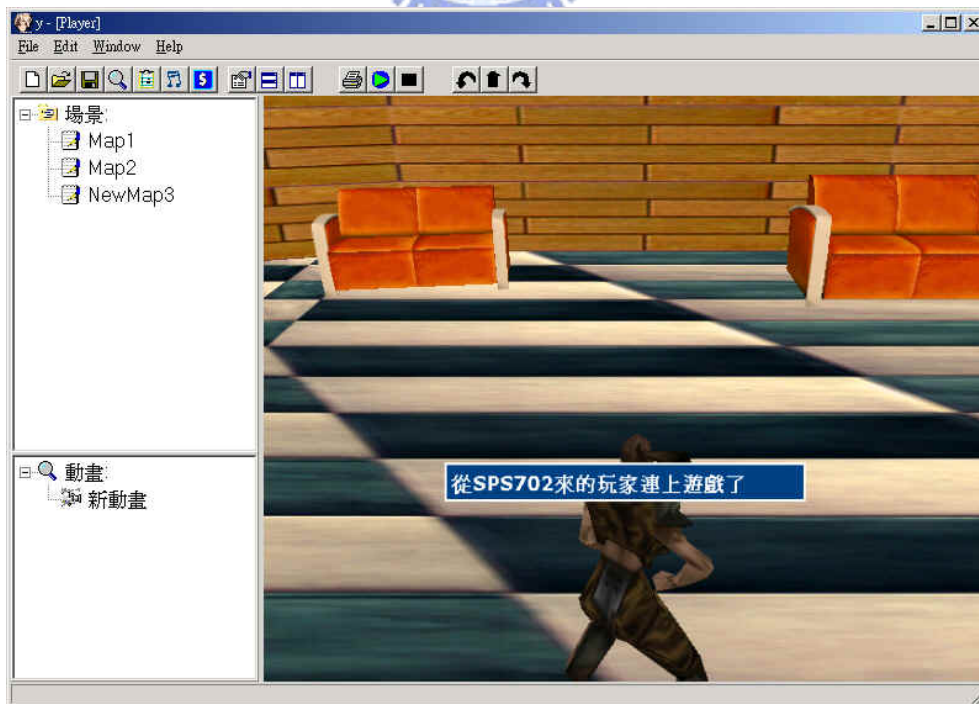 y - [Player]
File Edit Window Help
場景:
Map1
Map2
NewMap3
動畫:
新動畫
從SPS702來的玩家連上遊戲了